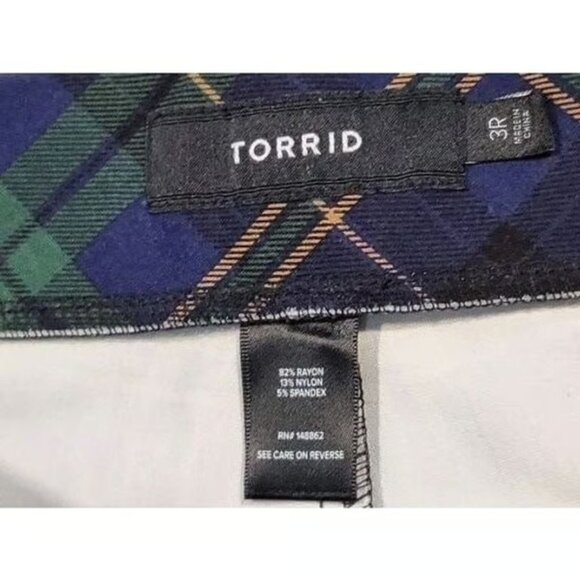 TORRID
3R
MADE IN
CHINA
82% RAYON
13% NYLON
5% SPANDEX
RN# 148862
SEE CARE ON REVERSE